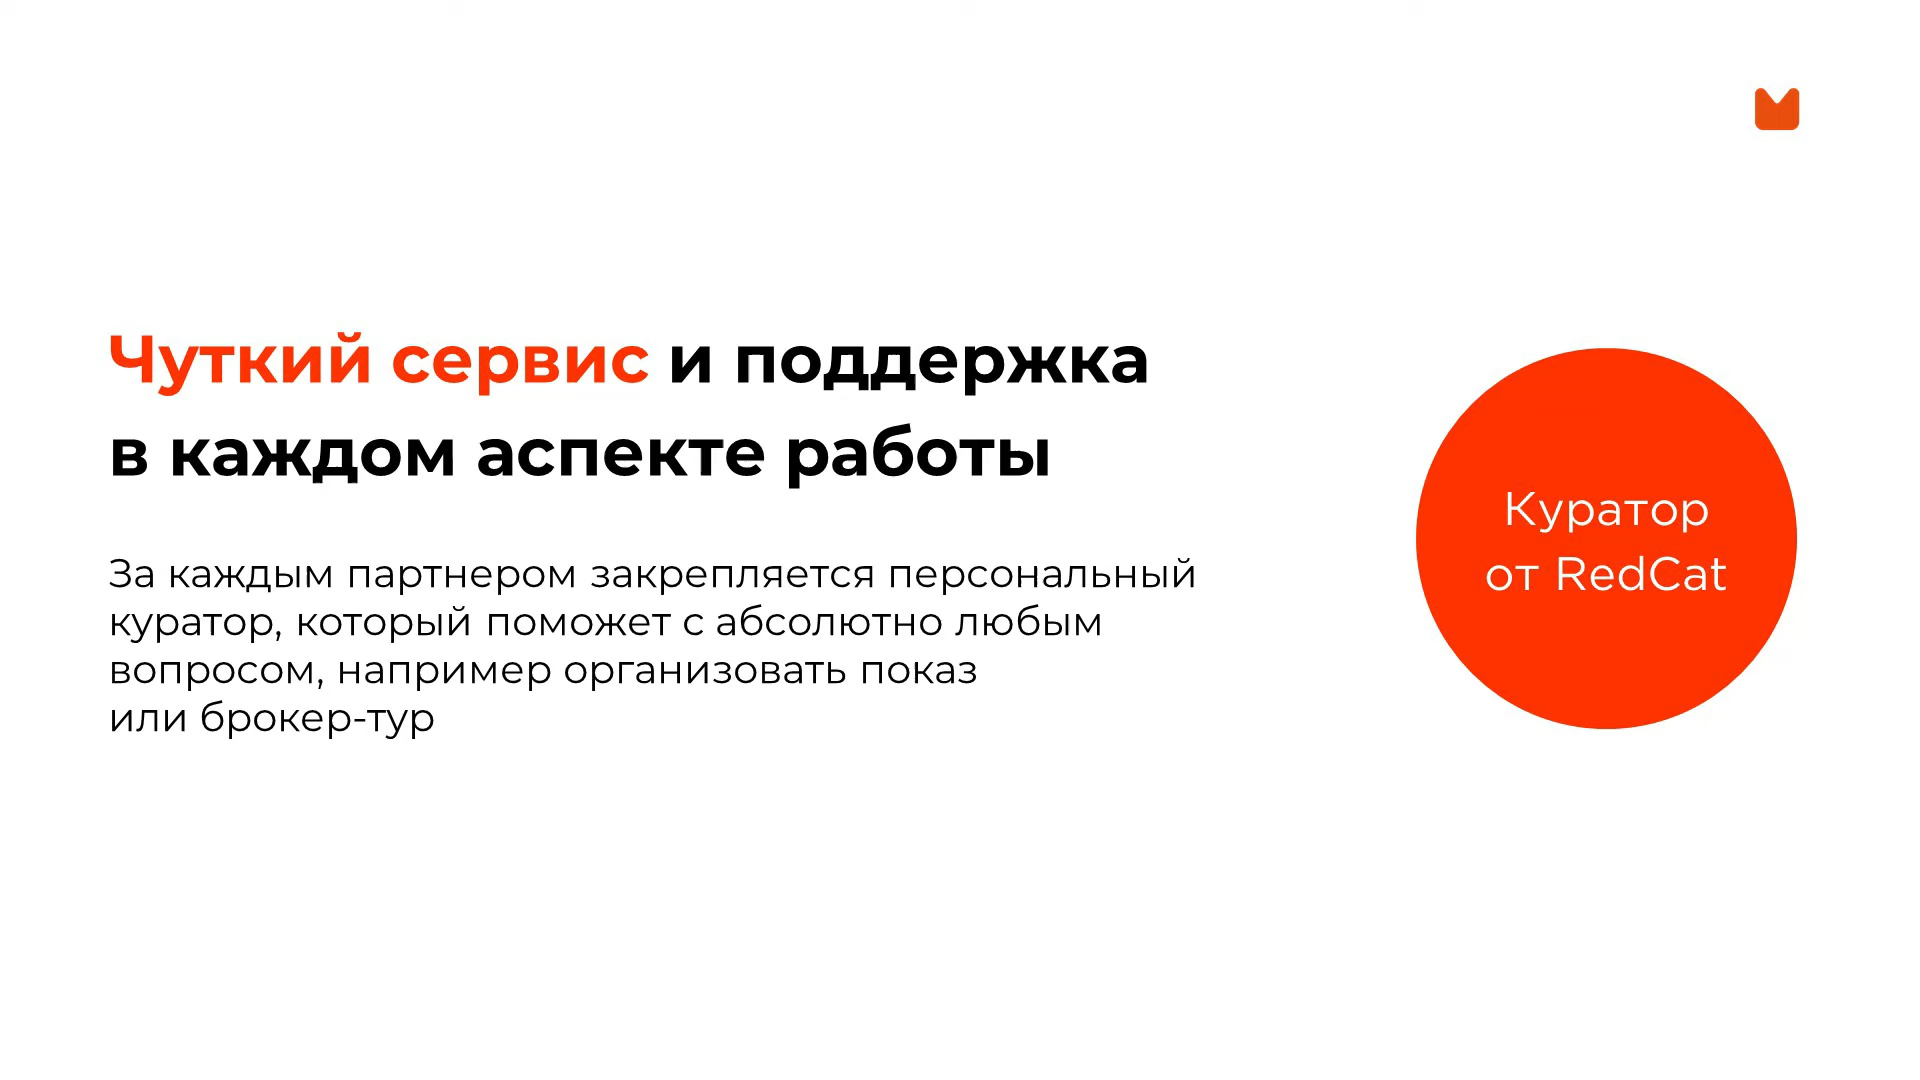 Чуткий сервис и поддержка
в каждом аспекте работы
За каждым партнером закрепляется персональный
куратор, который поможет с абсолютно любым
вопросом, например организовать показ
или брокер-тур
Куратор
от RedCat